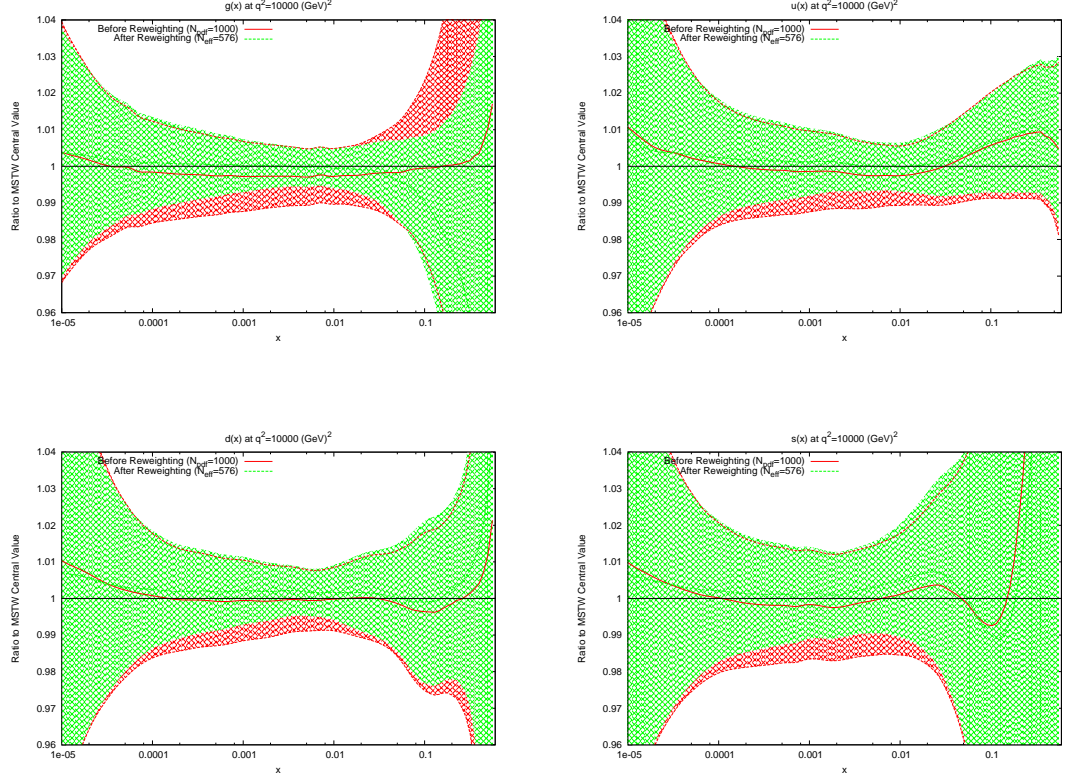 g(x) at q^2=10000 (GeV)^2
Before Reweighting (N_pdf=1000)
After Reweighting (N_eff=576)
Ratio to MSTW Central Value
1.04
1.03
1.02
1.01
1
0.99
0.98
0.97
0.96
1e-05 0.0001 0.001 0.01 0.1
x
u(x) at q^2=10000 (GeV)^2
Before Reweighting (N_pdf=1000)
After Reweighting (N_eff=576)
Ratio to MSTW Central Value
1.04
1.03
1.02
1.01
1
0.99
0.98
0.97
0.96
1e-05 0.0001 0.001 0.01 0.1
x
d(x) at q^2=10000 (GeV)^2
Before Reweighting (N_pdf=1000)
After Reweighting (N_eff=576)
Ratio to MSTW Central Value
1.04
1.03
1.02
1.01
1
0.99
0.98
0.97
0.96
1e-05 0.0001 0.001 0.01 0.1
x
s(x) at q^2=10000 (GeV)^2
Before Reweighting (N_pdf=1000)
After Reweighting (N_eff=576)
Ratio to MSTW Central Value
1.04
1.03
1.02
1.01
1
0.99
0.98
0.97
0.96
1e-05 0.0001 0.001 0.01 0.1
x